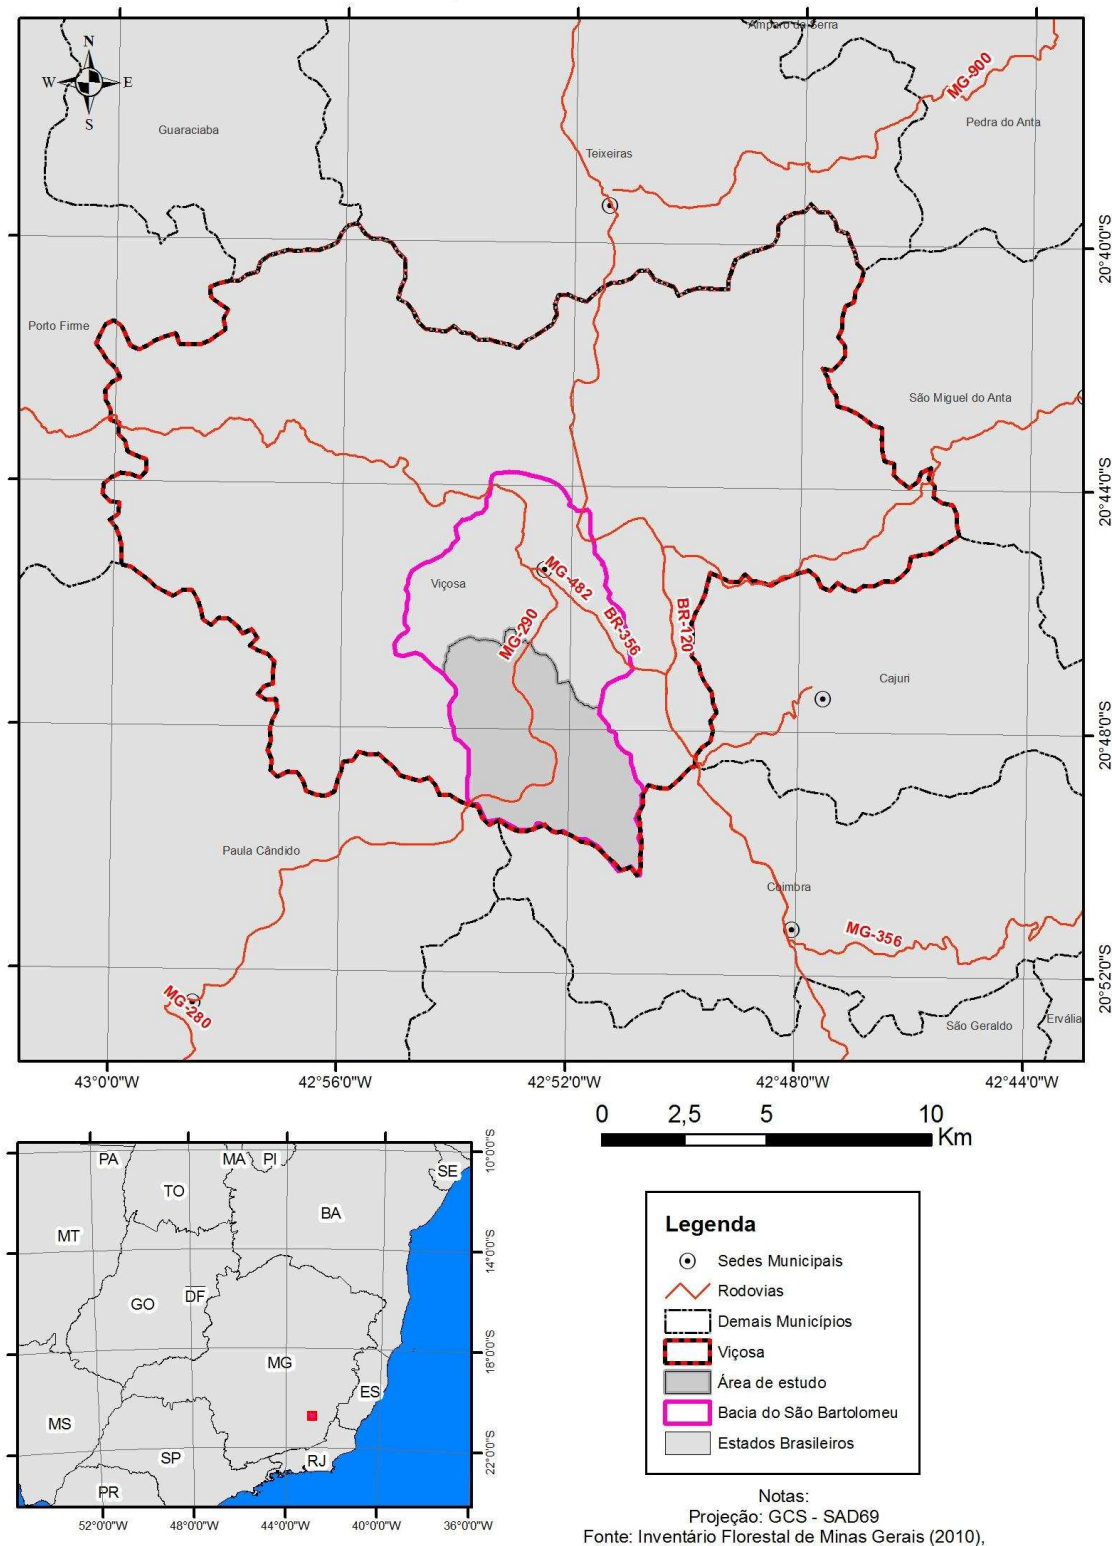 Amparo do Serra
N
W E
S
MG-900
Guaraciaba
Pedra do Anta
Teixeiras
20°40'0"S
Porto Firme
São Miguel do Anta
20°44'0"S
MG-482
Viçosa
BR-356
BR-120
MG-290
Cajuri
20°48'0"S
Paula Cândido
Coimbra
MG-356
20°52'0"S
MG-280
São Geraldo
Ervália
43°0'0"W 42°56'0"W 42°52'0"W 42°48'0"W 42°44'0"W
0 2,5 5 10
Km
PA MA PI
SE
TO
BA
MT
10°0'0"S
14°0'0"S
DF
GO
18°0'0"S
MG
ES
MS
22°0'0"S
SP
RJ
PR
52°0'0"W 48°0'0"W 44°0'0"W 40°0'0"W 36°0'0"W
Legenda
Sedes Municipais
Rodovias
Demais Municípios
Viçosa
Área de estudo
Bacia do São Bartolomeu
Estados Brasileiros
Notas:
Projeção: GCS - SAD69
Fonte: Inventário Florestal de Minas Gerais (2010),